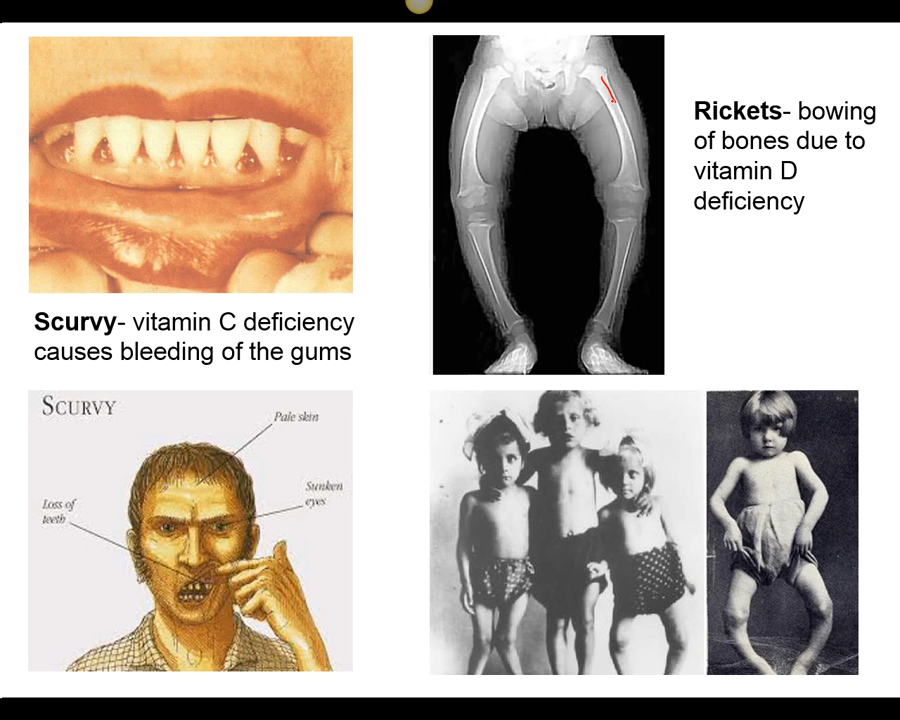 Rickets- bowing
of bones due to
vitamin D
deficiency
Scurvy- vitamin C deficiency
causes bleeding of the gums
SCURVY
Pale skin
Sunken
eyes
Loss of
teeth